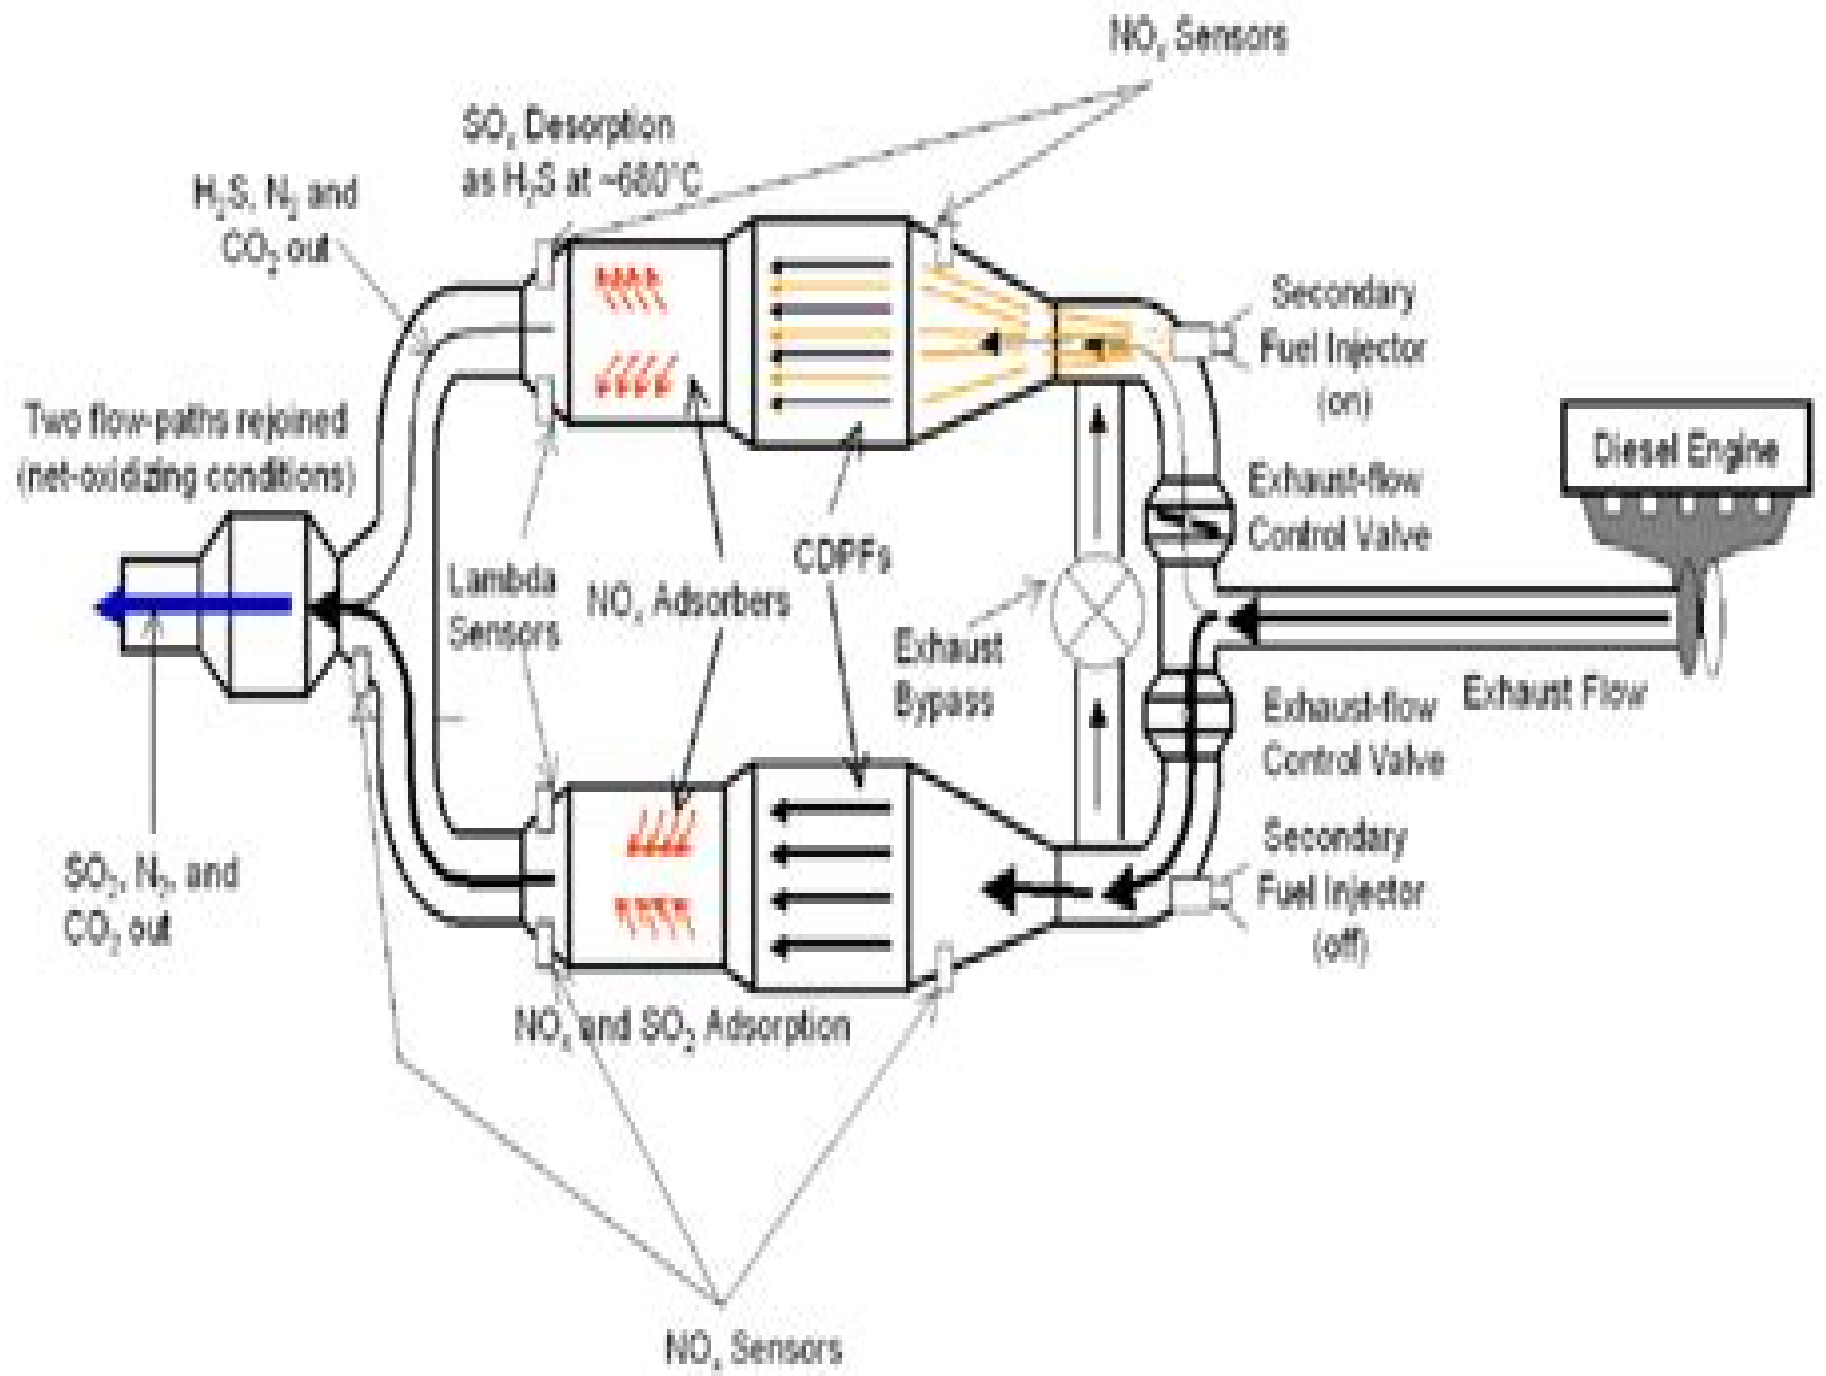 NOx Sensors
SOx Desorption
as H2S at ~680°C
H2S, N2 and
CO2 out
Secondary
Fuel Injector
(on)
Two flow-paths rejoined
(net-oxidizing conditions)
Diesel Engine
Exhaust-flow
Control Valve
CDPFs
Lambda
Sensors
NOx Adsorbers
Exhaust
Bypass
Exhaust Flow
Exhaust-flow
Control Valve
SO2, N2, and
CO2 out
Secondary
Fuel Injector
(off)
NOx and SO2 Adsorption
NOx Sensors